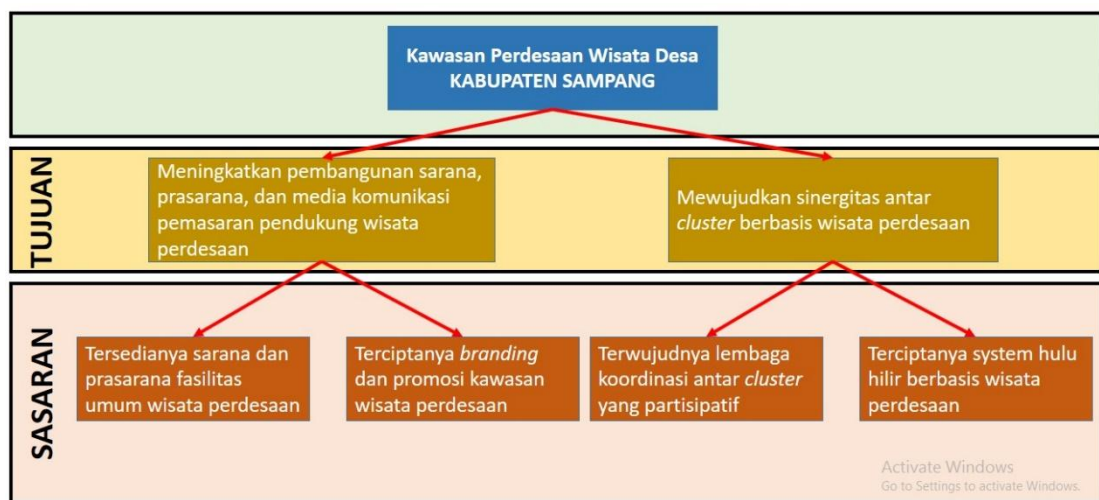 Kawasan Perdesaan Wisata Desa
KABUPATEN SAMPANG
TUJUAN
Meningkatkan pembangunan sarana,
prasarana, dan media komunikasi
pemasaran pendukung wisata
perdesaan
Mewujudkan sinergitas antar
cluster berbasis wisata perdesaan
SASARAN
Tersedianya sarana dan
prasarana fasilitas
umum wisata perdesaan
Terciptanya branding
dan promosi kawasan
wisata perdesaan
Terwujudnya lembaga
koordinasi antar cluster
yang partisipatif
Terciptanya system hulu
hilir berbasis wisata
perdesaan
Activate Windows
Go to Settings to activate Windows.